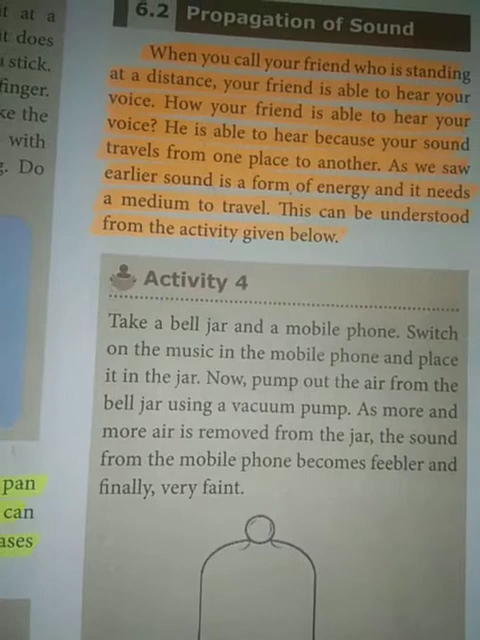 it at a
it does
stick.
finger.
ke the
with
g. Do
pan
can
ases
6.2 Propagation of Sound
When you call your friend who is standing
at a distance, your friend is able to hear your
voice. How your friend is able to hear your
voice? He is able to hear because your sound
travels from one place to another. As we saw
earlier sound is a form of energy and it needs
a medium to travel. This can be understood
from the activity given below.
Activity 4
Take a bell jar and a mobile phone. Switch
on the music in the mobile phone and place
it in the jar. Now, pump out the air from the
bell jar using a vacuum pump. As more and
more air is removed from the jar, the sound
from the mobile phone becomes feebler and
finally, very faint.